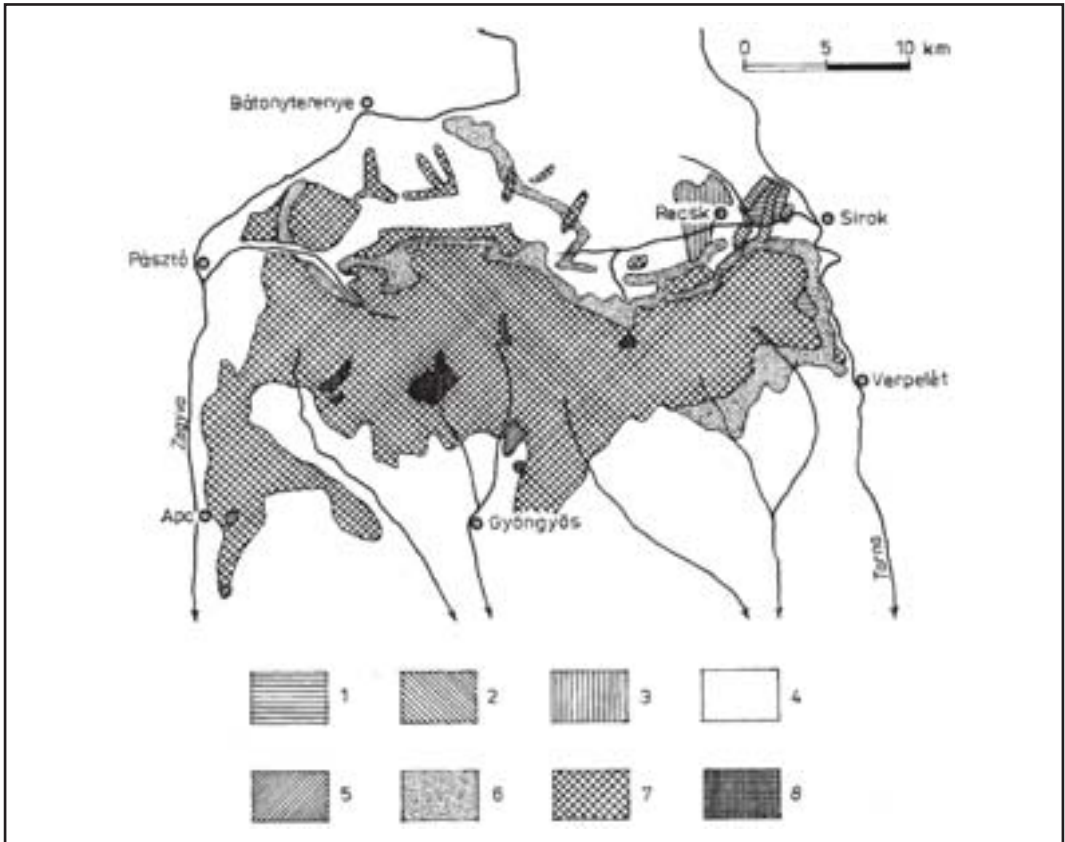 0 5 10 km
Bátonyterenye
Recsk
Sirok
Pásztó
Verpelét
Zagyva
Apc
Gyöngyös
Tarna
1 2 3 4
5 6 7 8